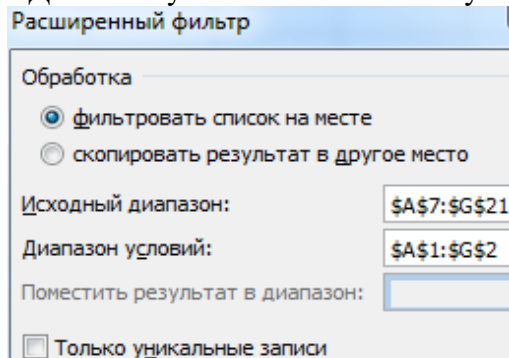 Расширенный фильтр
Обработка
фильтровать список на месте
скопировать результат в другое место
Исходный диапазон: $A$7:$G$21
Диапазон условий: $A$1:$G$2
Поместить результат в диапазон:
Только уникальные записи